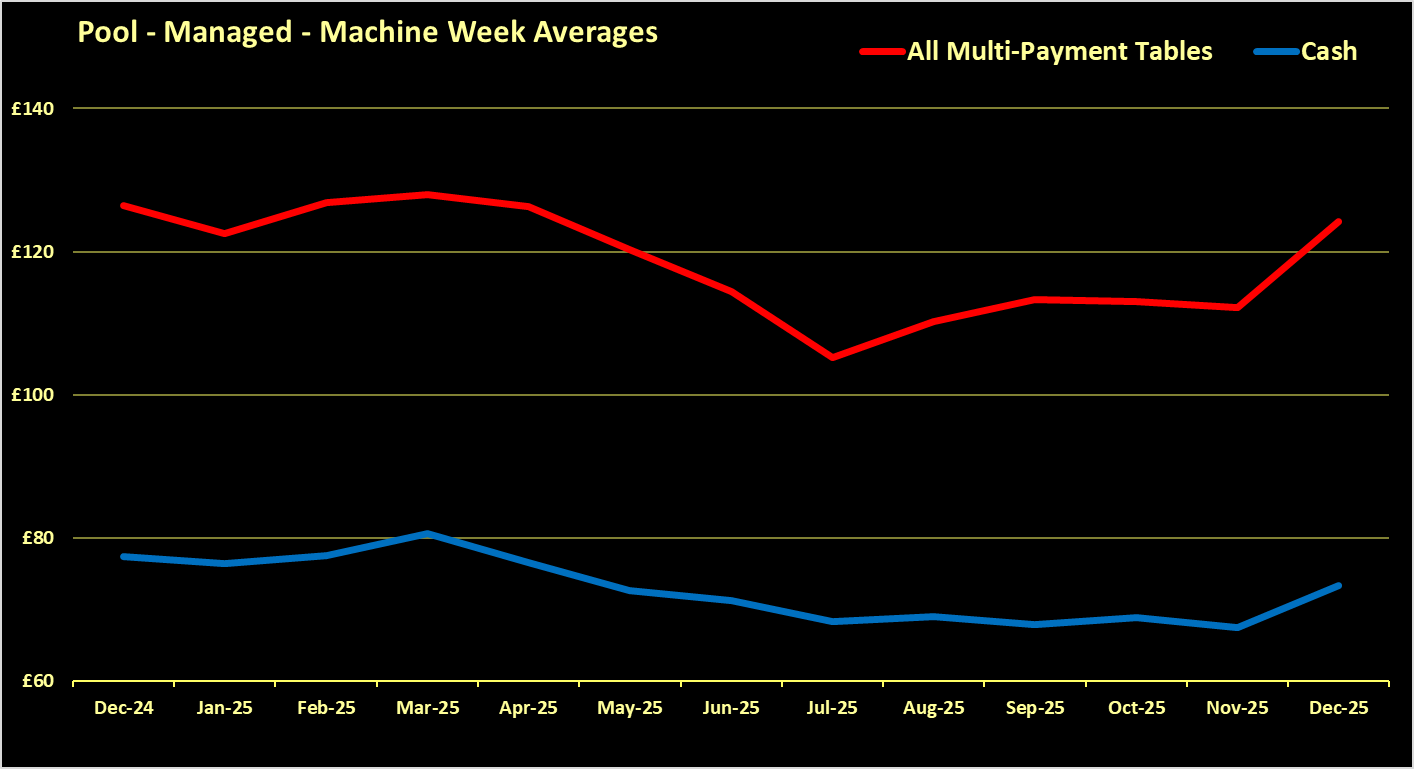 Pool - Managed - Machine Week Averages
All Multi-Payment Tables Cash
£140
£120
£100
£80
£60
Dec-24 Jan-25 Feb-25 Mar-25 Apr-25 May-25 Jun-25 Jul-25 Aug-25 Sep-25 Oct-25 Nov-25 Dec-25